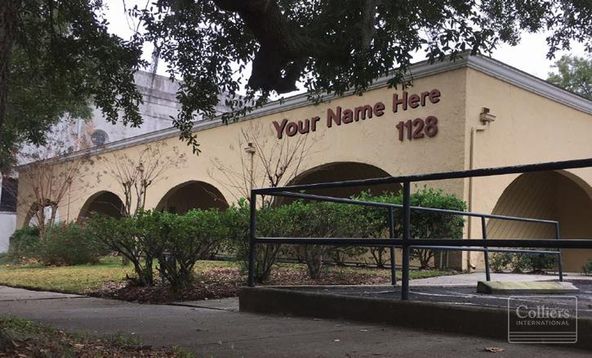 Your Name Here
1128
Colliers
INTERNATIONAL